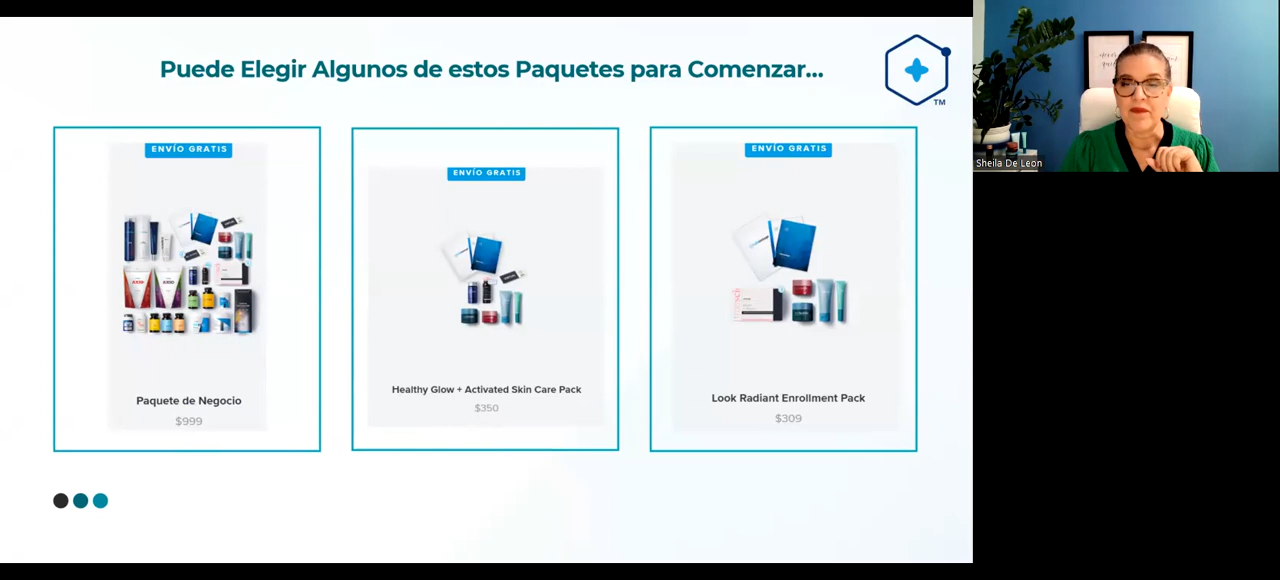 Puede Elegir Algunos de estos Paquetes para Comenzar...
TM
ENVÍO GRATIS
Paquete de Negocio
$999
ENVÍO GRATIS
Healthy Glow + Activated Skin Care Pack
$350
ENVÍO GRATIS
Look Radiant Enrollment Pack
$309
Sheila De Leon